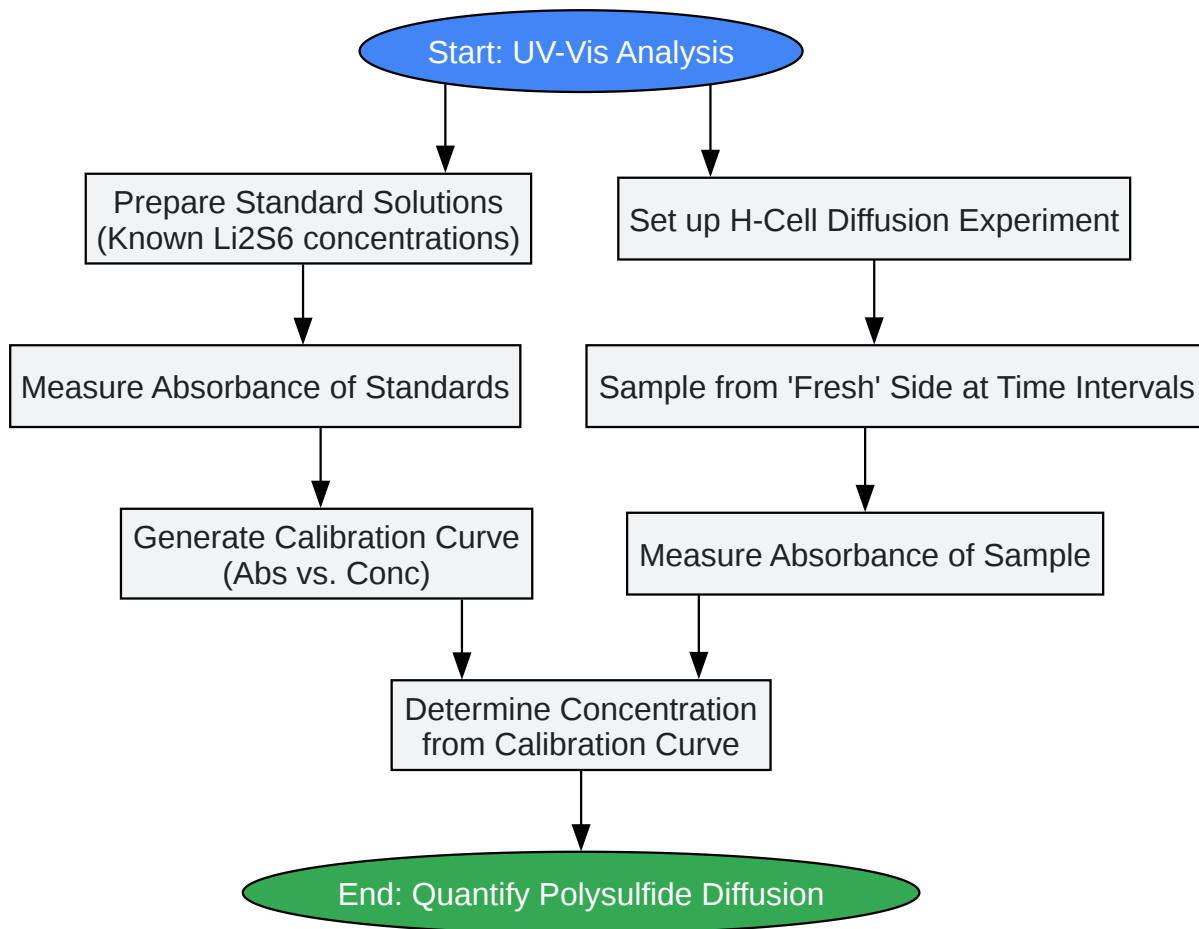 Start: UV-Vis Analysis
Prepare Standard Solutions
(Known Li2S6 concentrations)
Set up H-Cell Diffusion Experiment
Measure Absorbance of Standards
Sample from 'Fresh' Side at Time Intervals
Generate Calibration Curve
(Abs vs. Conc)
Measure Absorbance of Sample
Determine Concentration
from Calibration Curve
End: Quantify Polysulfide Diffusion